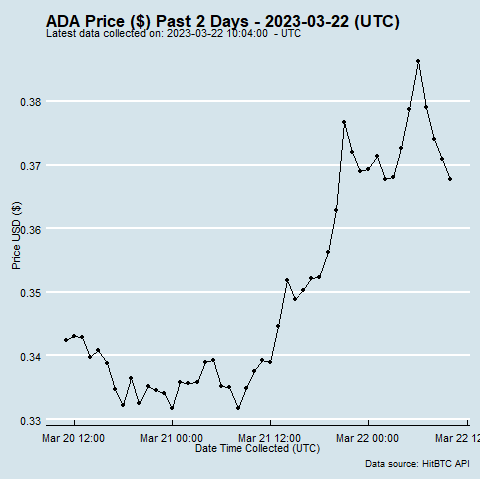 ADA Price ($) Past 2 Days - 2023-03-22 (UTC)
Latest data collected on: 2023-03-22 10:04:00 - UTC
Price USD ($)
0.38
0.37
0.36
0.35
0.34
0.33
Mar 20 12:00 Mar 21 00:00 Mar 21 12:00 Mar 22 00:00 Mar 22 1
Date Time Collected (UTC)
Data source: HitBTC API